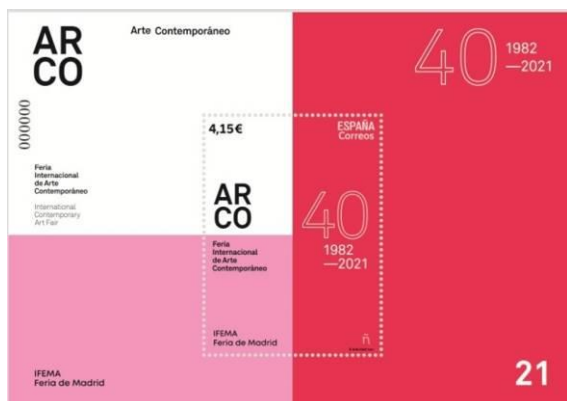 AR
CO
Arte Contemporáneo
40
1982
—2021
000000
Feria
Internacional
de Arte
Contemporáneo
International
Contemporary
Art Fair
4,15€
ESPAÑA
Correos
AR
CO
40
1982
—2021
Feria
Internacional
de Arte
Contemporáneo
IFEMA
Feria de Madrid
ñ
IFEMA
Feria de Madrid
21